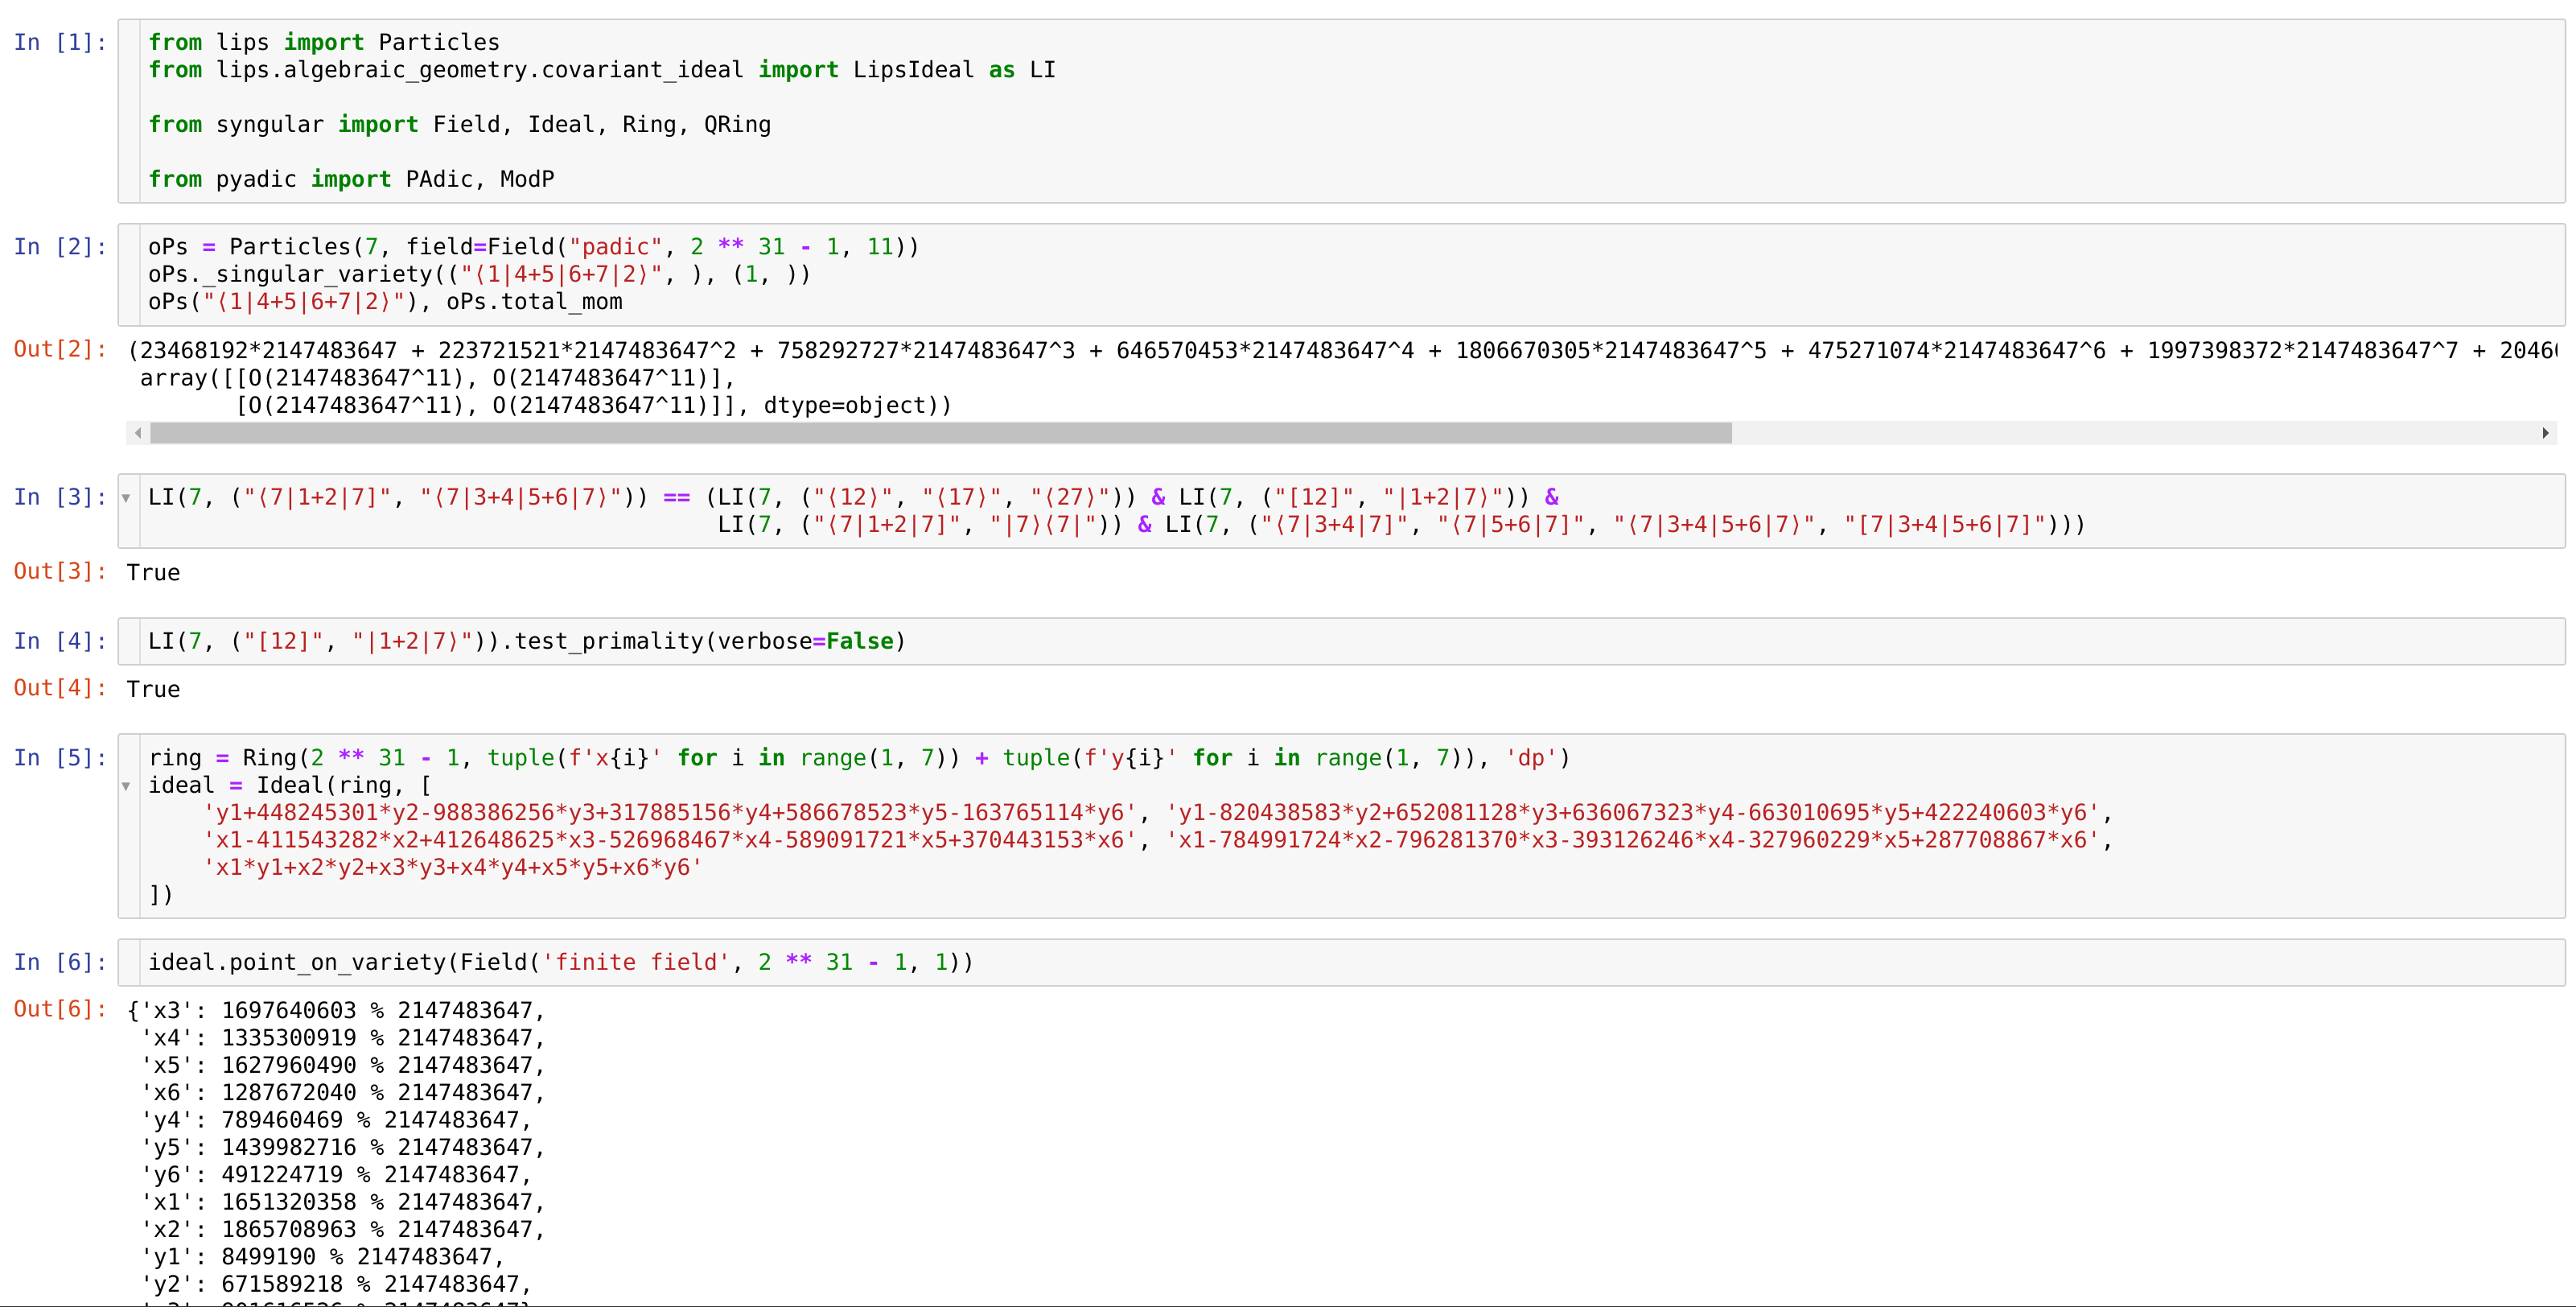 In [1]: from lips import Particles
from lips.algebraic_geometry.covariant_ideal import LipsIdeal as LI
from syngular import Field, Ideal, Ring, QRing
from pyadic import PAdic, ModP
In [2]: oPs = Particles(7, field=Field("padic", 2 ** 31 - 1, 11))
oPs._singular_variety(("⟨1|4+5|6+7|2⟩", ), (1, ))
oPs("⟨1|4+5|6+7|2⟩"), oPs.total_mom
Out[2]: (23468192*2147483647 + 223721521*2147483647^2 + 758292727*2147483647^3 + 646570453*2147483647^4 + 1806670305*2147483647^5 + 475271074*2147483647^6 + 1997398372*2147483647^7 +
array([[O(2147483647^11), O(2147483647^11)],
[O(2147483647^11), O(2147483647^11)]], dtype=object))
In [3]: LI(7, ("⟨7|1+2|7]", "⟨7|3+4|5+6|7⟩")) == (LI(7, ("⟨12⟩", "⟨17⟩", "⟨27⟩")) & LI(7, ("[12]", "|1+2|7⟩")) &
LI(7, ("⟨7|1+2|7]", "|7⟩⟨7|")) & LI(7, ("⟨7|3+4|7]", "⟨7|5+6|7]", "⟨7|3+4|5+6|7⟩", "[7|3+4|5+6|7]")))
Out[3]: True
In [4]: LI(7, ("[12]", "|1+2|7⟩")).test_primality(verbose=False)
Out[4]: True
In [5]: ring = Ring(2 ** 31 - 1, tuple(f'x{i}' for i in range(1, 7)) + tuple(f'y{i}' for i in range(1, 7)), 'dp')
ideal = Ideal(ring, [
'y1+448245301*y2-988386256*y3+317885156*y4+586678523*y5-163765114*y6', 'y1-820438583*y2+652081128*y3+636067323*y4-663010695*y5+422240603*y6',
'x1-411543282*x2+412648625*x3-526968467*x4-589091721*x5+370443153*x6', 'x1-784991724*x2-796281370*x3-393126246*x4-327960229*x5+287708867*x6',
'x1*y1+x2*y2+x3*y3+x4*y4+x5*y5+x6*y6'
])
In [6]: ideal.point_on_variety(Field('finite field', 2 ** 31 - 1, 1))
Out[6]: {'x3': 1697640603 % 2147483647,
'x4': 1335300919 % 2147483647,
'x5': 1627960490 % 2147483647,
'x6': 1287672040 % 2147483647,
'y4': 789460469 % 2147483647,
'y5': 1439982716 % 2147483647,
'y6': 491224719 % 2147483647,
'x1': 1651320358 % 2147483647,
'x2': 1865708963 % 2147483647,
'y1': 8499190 % 2147483647,
'y2': 671589218 % 2147483647,